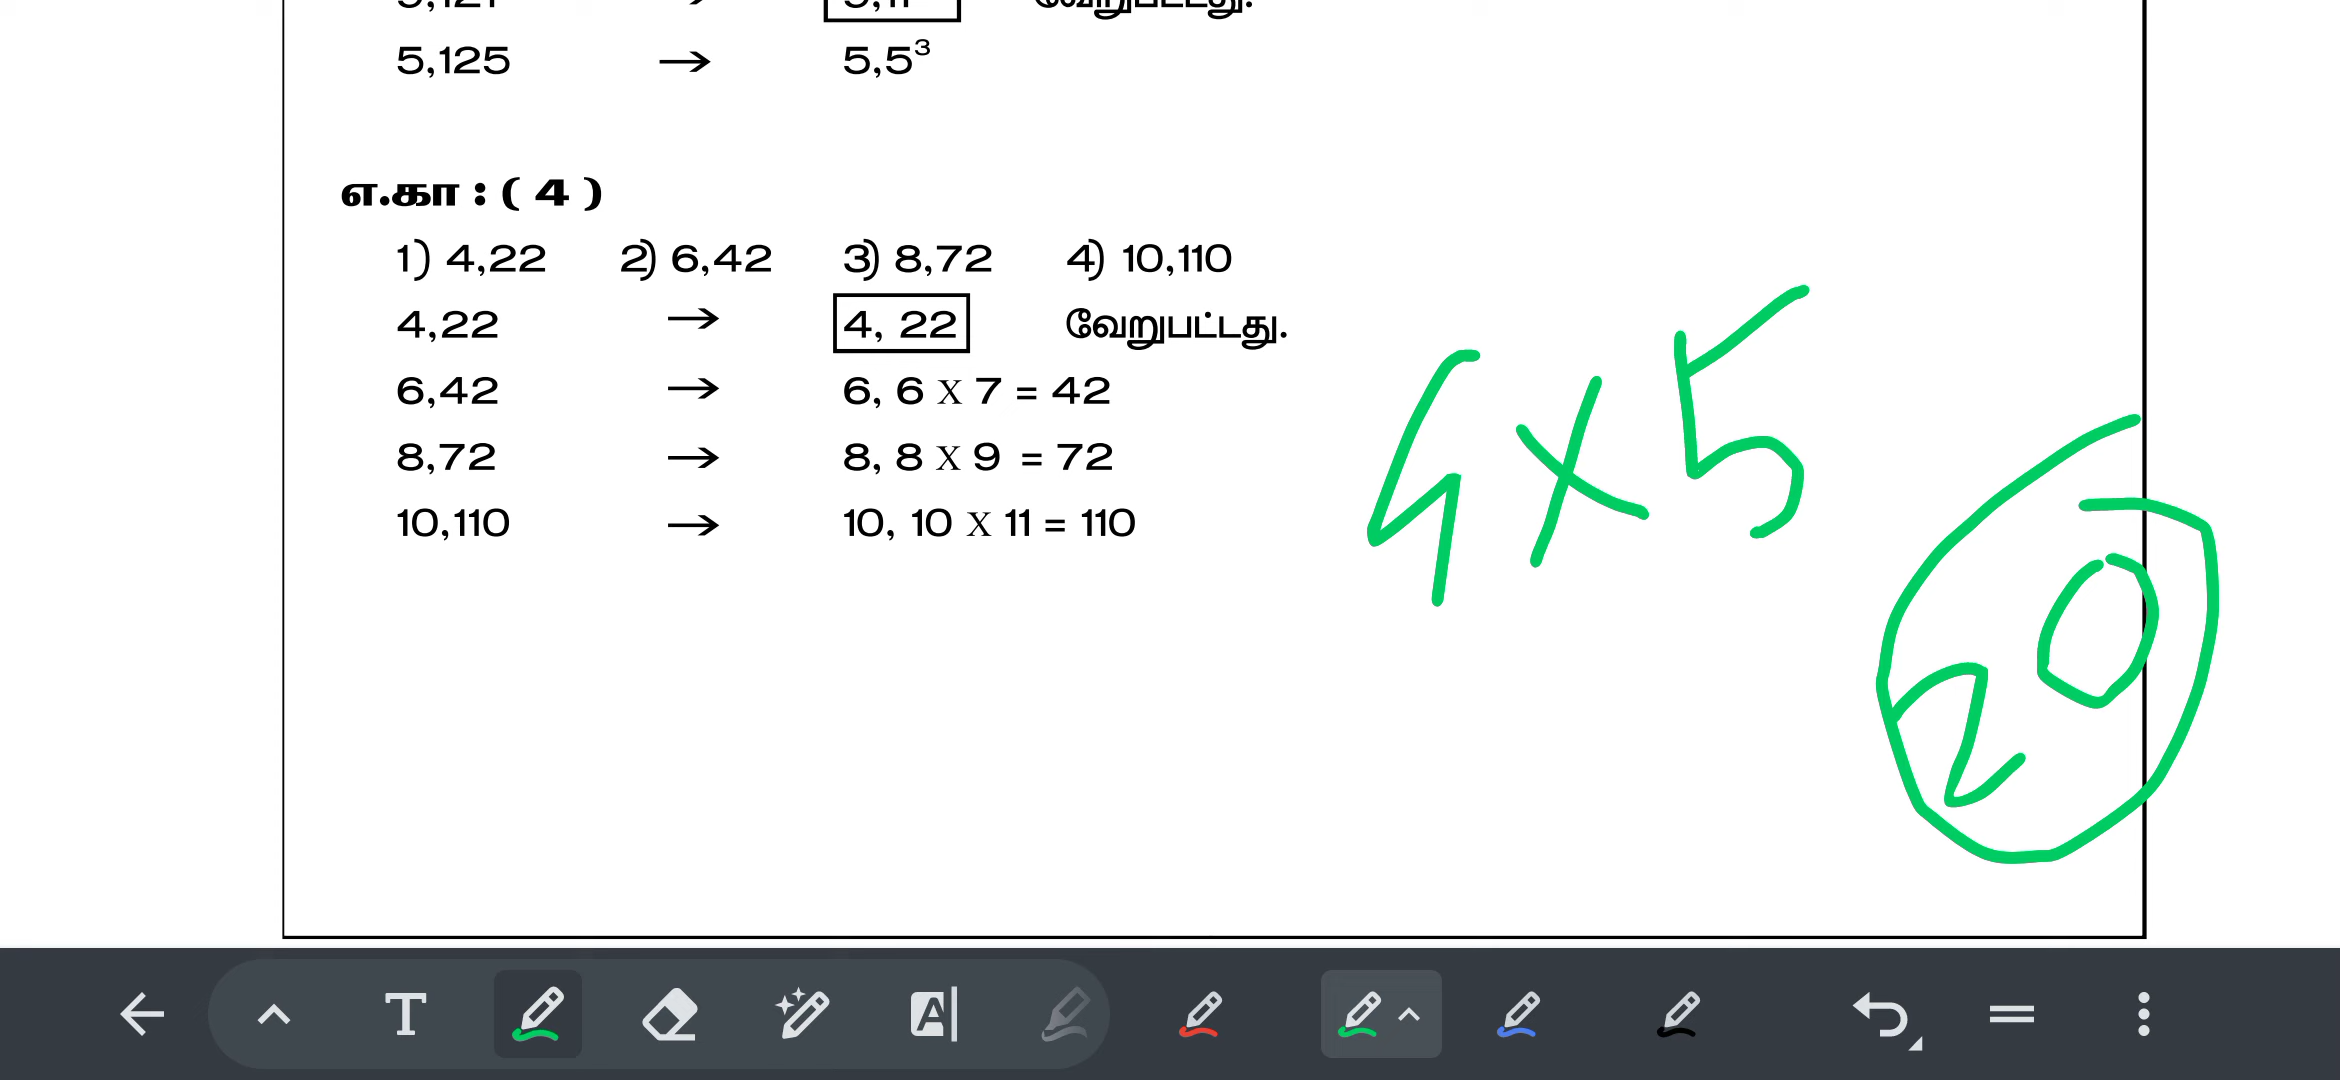 5,125 → 5,5³
எ.கா : ( 4 )
1) 4,22 2) 6,42 3) 8,72 4) 10,110
4,22 → 4, 22 வேறுபட்டது.
6,42 → 6, 6 X 7 = 42
8,72 → 8, 8 X 9 = 72
10,110 → 10, 10 X 11 = 110
4 x 5
20